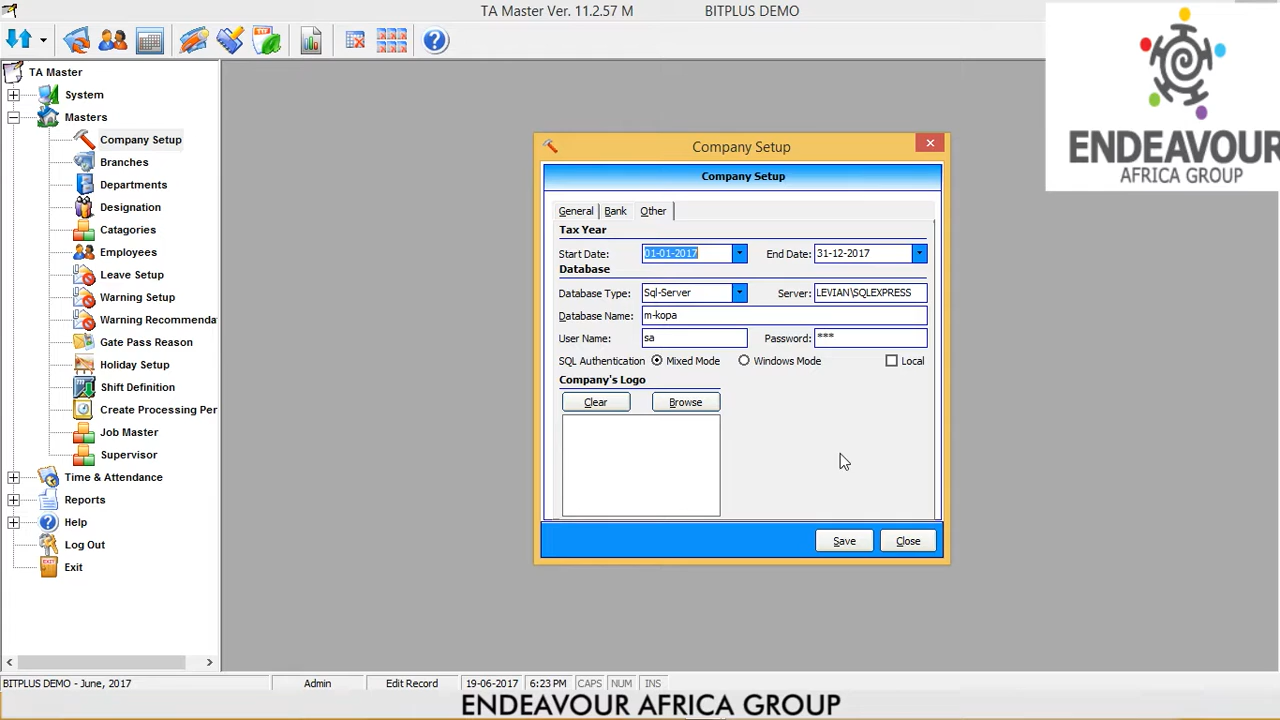 TA Master Ver. 11.2.57 M BITPLUS DEMO
ENDEAVOUR
AFRICA GROUP
TA Master
System
Masters
Company Setup
Branches
Departments
Designation
Catagories
Employees
Leave Setup
Warning Setup
Warning Recommenda
Gate Pass Reason
Holiday Setup
Shift Definition
Create Processing Per
Job Master
Supervisor
Time & Attendance
Reports
Help
Log Out
Exit
Company Setup
Company Setup
General Bank Other
Tax Year
Start Date: 01-01-2017 End Date: 31-12-2017
Database
Database Type: Sql-Server Server: LEVIAN\SQLEXPRESS
Database Name: m-kopa
User Name: sa Password: ***
SQL Authentication Mixed Mode Windows Mode Local
Company's Logo
Clear Browse
Save Close
BITPLUS DEMO - June, 2017 Admin Edit Record 19-06-2017 6:23 PM CAPS NUM INS
ENDEAVOUR AFRICA GROUP